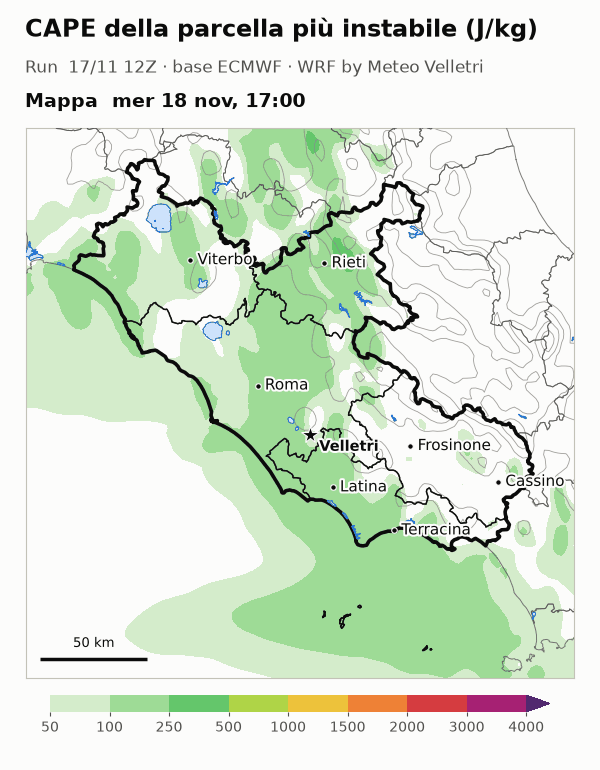 CAPE della parcella più instabile (J/kg)
Run  17/11 12Z · base ECMWF · WRF by Meteo Velletri
Mappa  mer 18 nov, 17:00
Viterbo
Rieti
Roma
Velletri
Frosinone
Latina
Cassino
Terracina
50 km
50 100 250 500 1000 1500 2000 3000 4000